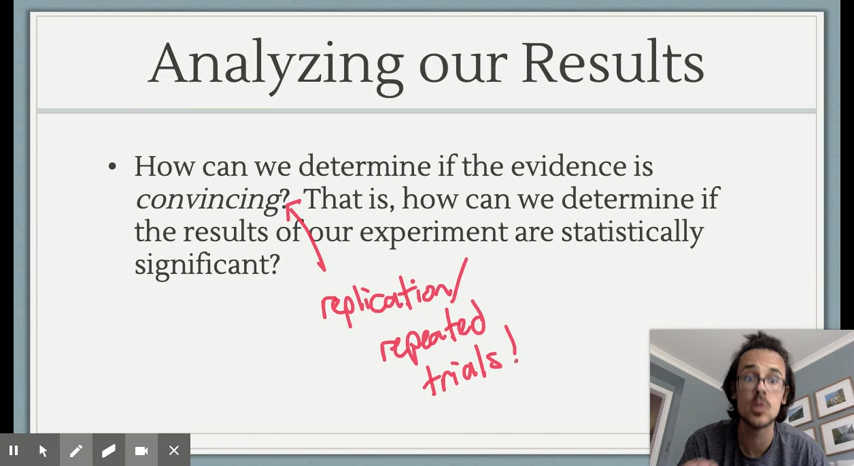 Analyzing our Results
• How can we determine if the evidence is
convincing? That is, how can we determine if
the results of our experiment are statistically
significant?
replication/
repeated
trials!